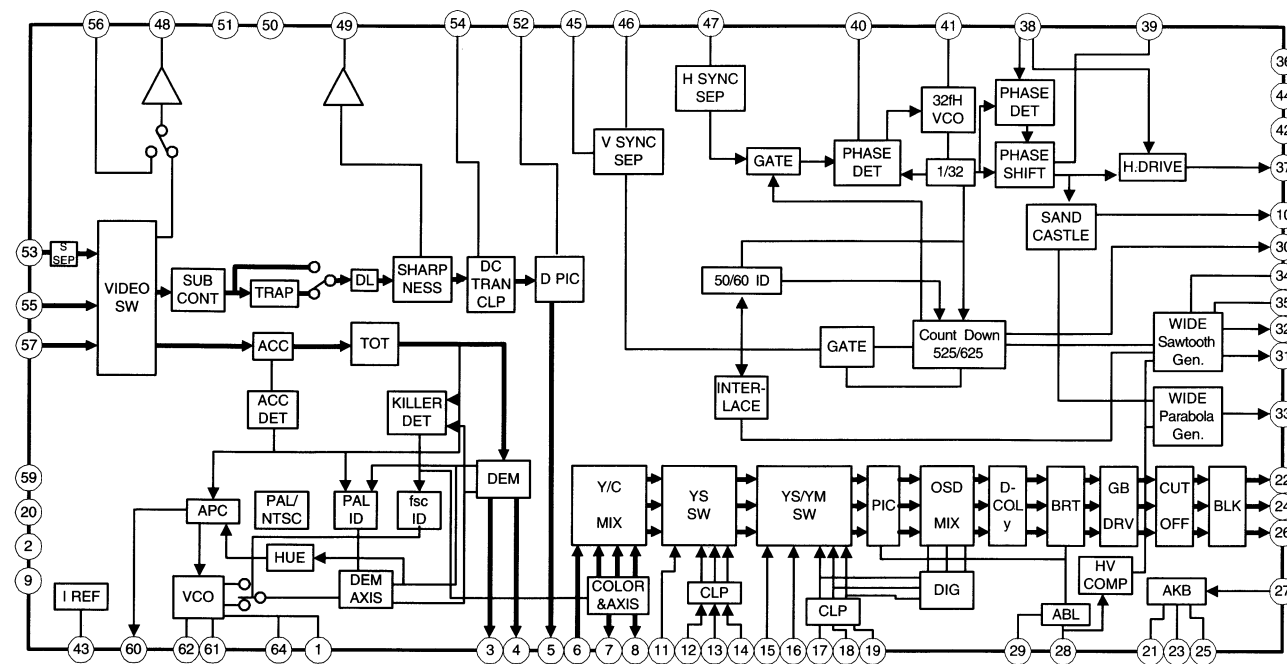 56 48 51 50 49 54 52 45 46 47 40 41 38 39
36
44
42
37
10
30
34
35
32
31
33
22
24
26
27
53
55
57
59
20
2
9
H SYNC
SEP
V SYNC
SEP
GATE
PHASE
DET
32fH
VCO
1/32
PHASE
DET
PHASE
SHIFT
H.DRIVE
SAND
CASTLE
S
SEP
VIDEO
SW
SUB
CONT
TRAP
DL
SHARP
NESS
DC
TRAN
CLP
D PIC
50/60 ID
GATE
Count Down
525/625
INTER-
LACE
WIDE
Sawtooth
Gen.
WIDE
Parabola
Gen.
ACC
TOT
ACC
DET
KILLER
DET
DEM
APC
PAL/
NTSC
PAL
ID
fsc
ID
HUE
VCO
DEM
AXIS
I REF
Y/C
MIX
YS
SW
YS/YM
SW
PIC
OSD
MIX
D-
COL
y
BRT
GB
DRV
CUT
OFF
BLK
COLOR
&AXIS
CLP
CLP
DIG
ABL
HV
COMP
AKB
43 60 62 61 64 1 3 4 5 6 7 8 11 12 13 14 15 16 17 18 19 29 28 21 23 25